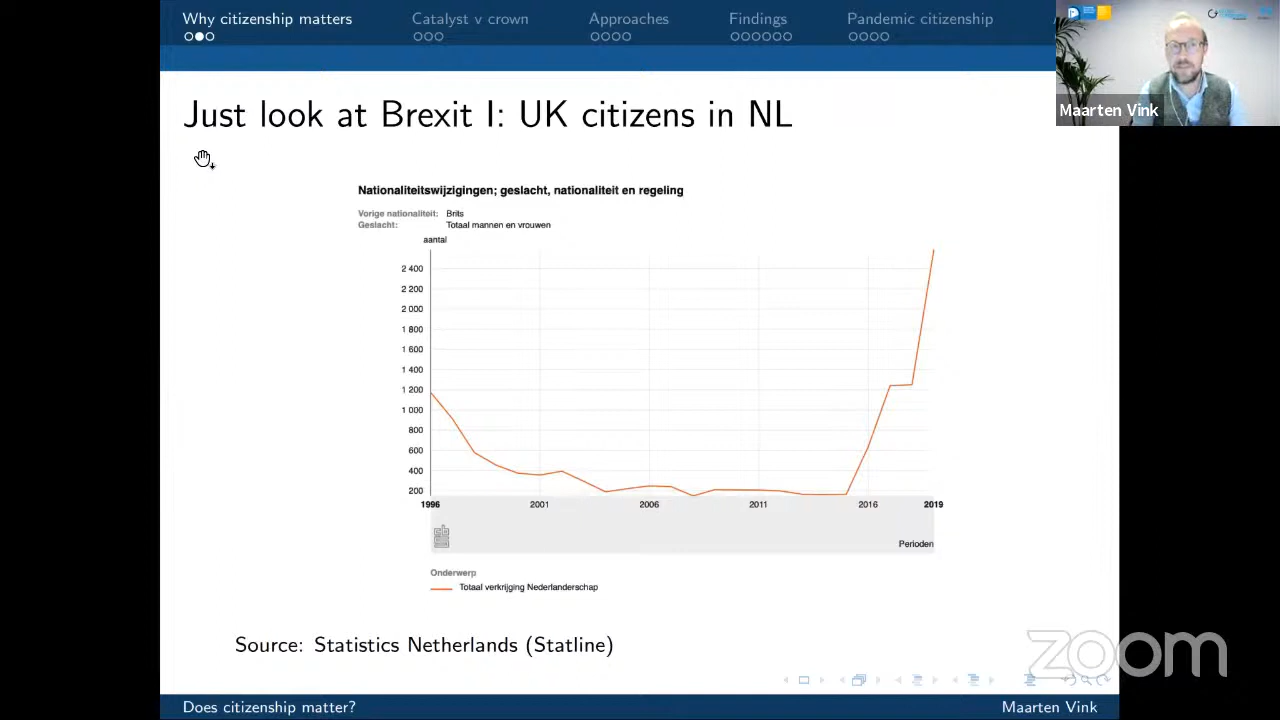 Why citizenship matters
Catalyst v crown
Approaches
Findings
Pandemic citizenship
Maarten Vink
Just look at Brexit I: UK citizens in NL
Nationaliteitswijzigingen; geslacht, nationaliteit en regeling
Vorige nationaliteit: Brits
Geslacht: Totaal mannen en vrouwen
aantal
2 400
2 200
2 000
1 800
1 600
1 400
1 200
1 000
800
600
400
200
1996 2001 2006 2011 2016 2019
Perioden
Onderwerp
Totaal verkrijging Nederlanderschap
Source: Statistics Netherlands (Statline)
zoom
Does citizenship matter?
Maarten Vink